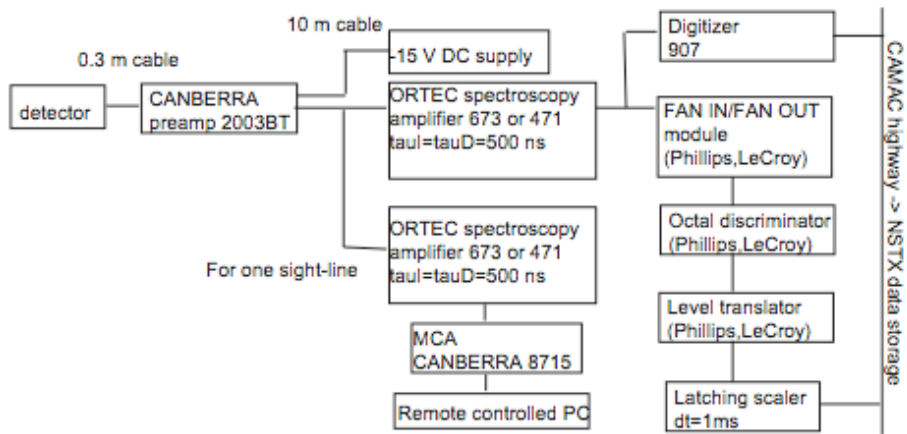 10 m cable
0.3 m cable
detector
CANBERRA
preamp 2003BT
-15 V DC supply
ORTEC spectroscopy
amplifier 673 or 471
tauI=tauD=500 ns
For one sight-line
ORTEC spectroscopy
amplifier 673 or 471
tauI=tauD=500 ns
MCA
CANBERRA 8715
Remote controlled PC
Digitizer
907
FAN IN/FAN OUT
module
(Phillips,LeCroy)
Octal discriminator
(Phillips,LeCroy)
Level translator
(Phillips,LeCroy)
Latching scaler
dt=1ms
CAMAC highway -> NSTX data storage